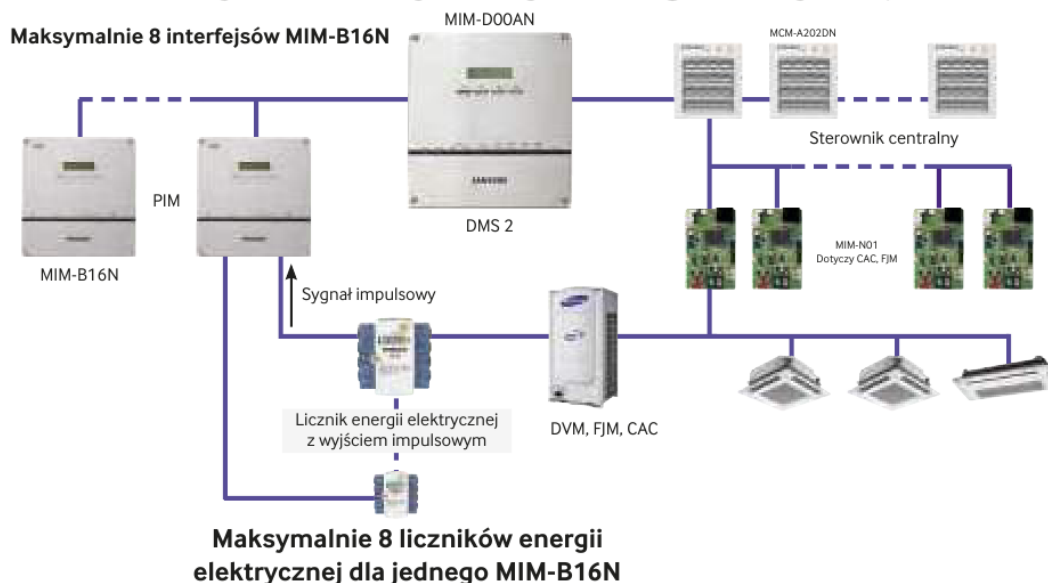 MIM-D00AN
Maksymalnie 8 interfejsów MIM-B16N
MCM-A202DN
Sterownik centralny
SAMSUNG
PIM
DMS 2
MIM-N01
Dotyczy CAC, FJM
MIM-B16N
Sygnał impulsowy
Licznik energii elektrycznej
z wyjściem impulsowym
DVM, FJM, CAC
Maksymalnie 8 liczników energii
elektrycznej dla jednego MIM-B16N